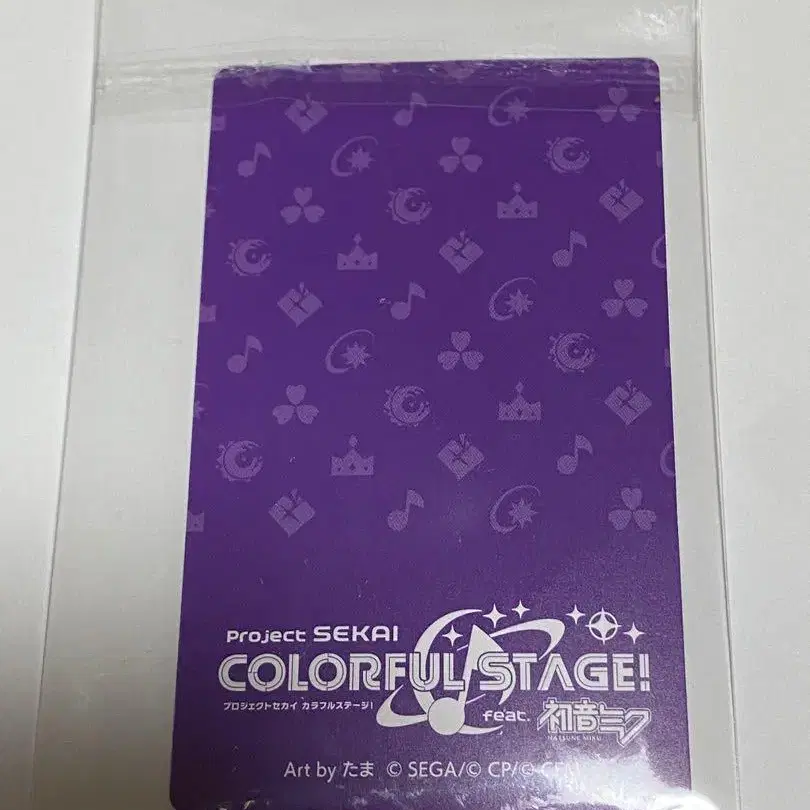 Project SEKAI
COLORFUL STAGE!
プロジェクトセカイ カラフルステージ!
feat. 初音ミク
HATSUNE MIKU
Art by たま © SEGA/© CP/© CFM